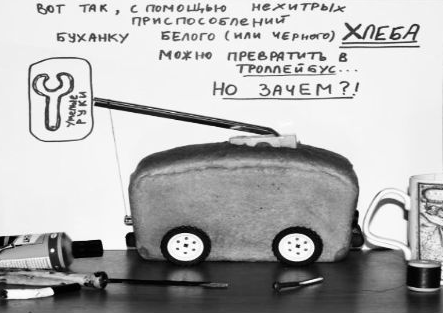 ВОТ ТАК, С ПОМОЩЬЮ НЕХИТРЫХ
ПРИСПОСОБЛЕНИЙ
БУХАНКУ БЕЛОГО (ИЛИ ЧЕРНОГО) ХЛЕБА
МОЖНО ПРЕВРАТИТЬ В
ТРОЛЛЕЙБУС...
НО ЗАЧЕМ?!
УМЕЛЫЕ
РУКИ